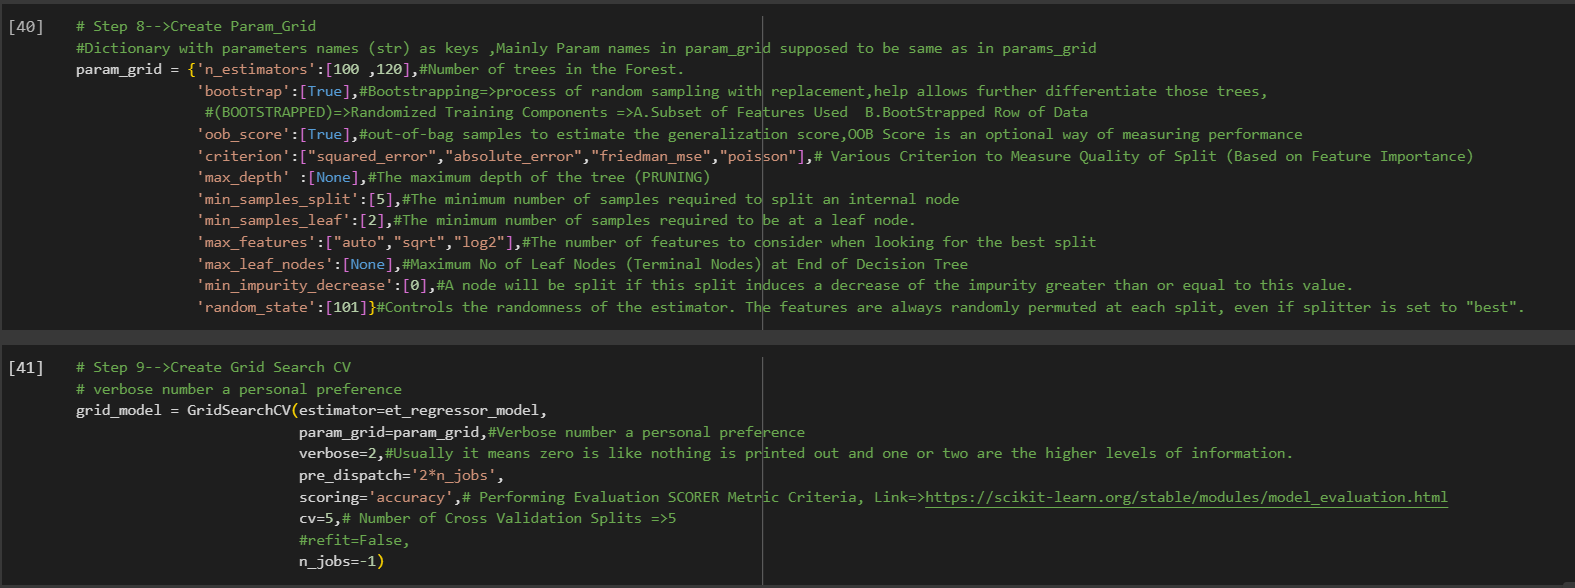 [40]
# Step 8-->Create Param_Grid
#Dictionary with parameters names (str) as keys ,Mainly Param names in param_grid supposed to be same as in params_grid
param_grid = {'n_estimators':[100 ,120],#Number of trees in the Forest.
'bootstrap':[True],#Bootstrapping=>process of random sampling with replacement,help allows further differentiate those trees,
#(BOOTSTRAPPED)=>Randomized Training Components =>A.Subset of Features Used  B.BootStrapped Row of Data
'oob_score':[True],#out-of-bag samples to estimate the generalization score,OOB Score is an optional way of measuring performance
'criterion':["squared_error","absolute_error","friedman_mse","poisson"],# Various Criterion to Measure Quality of Split (Based on Feature Importance)
'max_depth' :[None],#The maximum depth of the tree (PRUNING)
'min_samples_split':[5],#The minimum number of samples required to split an internal node
'min_samples_leaf':[2],#The minimum number of samples required to be at a leaf node.
'max_features':["auto","sqrt","log2"],#The number of features to consider when looking for the best split
'max_leaf_nodes':[None],#Maximum No of Leaf Nodes (Terminal Nodes) at End of Decision Tree
'min_impurity_decrease':[0],#A node will be split if this split induces a decrease of the impurity greater than or equal to this value.
'random_state':[101]}#Controls the randomness of the estimator. The features are always randomly permuted at each split, even if splitter is set to "best".
[41]
# Step 9-->Create Grid Search CV
# verbose number a personal preference
grid_model = GridSearchCV(estimator=et_regressor_model,
param_grid=param_grid,#Verbose number a personal preference
verbose=2,#Usually it means zero is like nothing is printed out and one or two are the higher levels of information.
pre_dispatch='2*n_jobs',
scoring='accuracy',# Performing Evaluation SCORER Metric Criteria, Link=>https://scikit-learn.org/stable/modules/model_evaluation.html
cv=5,# Number of Cross Validation Splits =>5
#refit=False,
n_jobs=-1)